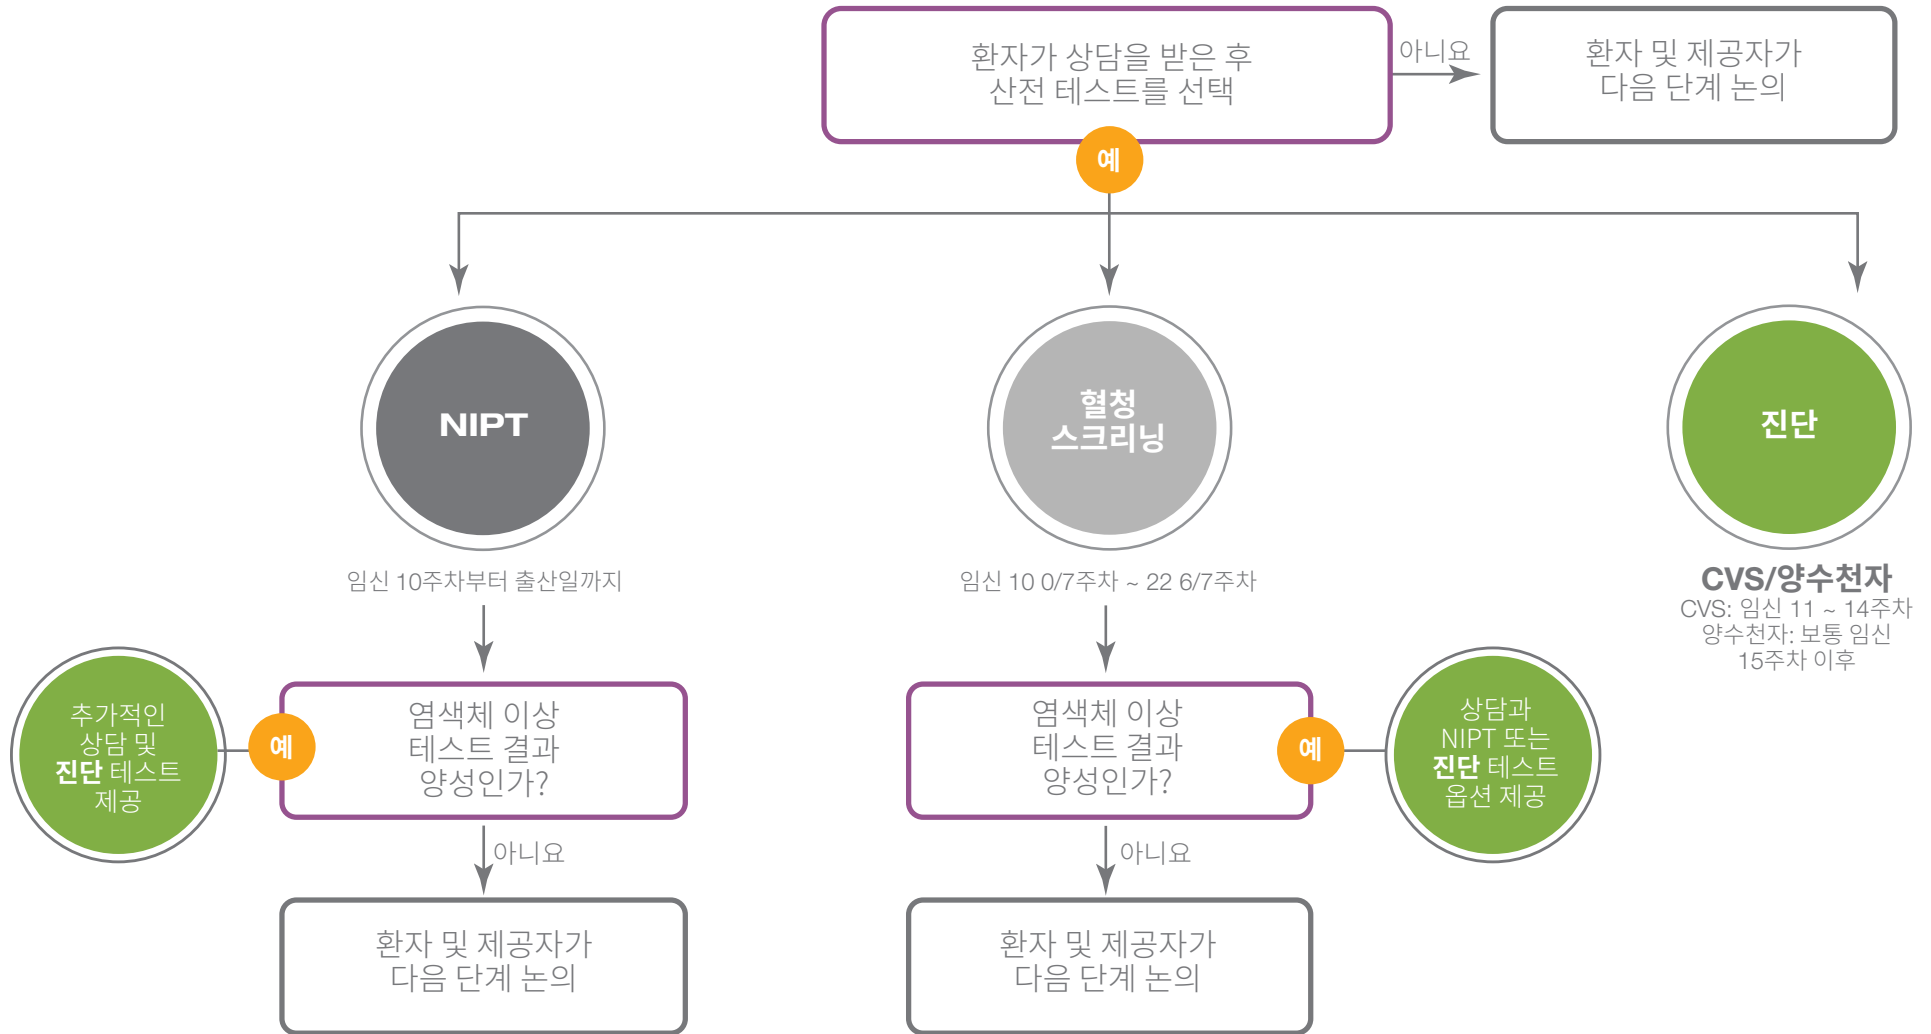 환자가 상담을 받은 후
산전 테스트를 선택
아니요
환자 및 제공자가
다음 단계 논의
예
NIPT
혈청
스크리닝
진단
임신 10주차부터 출산일까지
임신 10 0/7주차 ~ 22 6/7주차
CVS/양수천자
CVS: 임신 11 ~ 14주차
양수천자: 보통 임신
15주차 이후
추가적인
상담 및
진단 테스트
제공
예
염색체 이상
테스트 결과
양성인가?
염색체 이상
테스트 결과
양성인가?
예
상담과
NIPT 또는
진단 테스트
옵션 제공
아니요
아니요
환자 및 제공자가
다음 단계 논의
환자 및 제공자가
다음 단계 논의